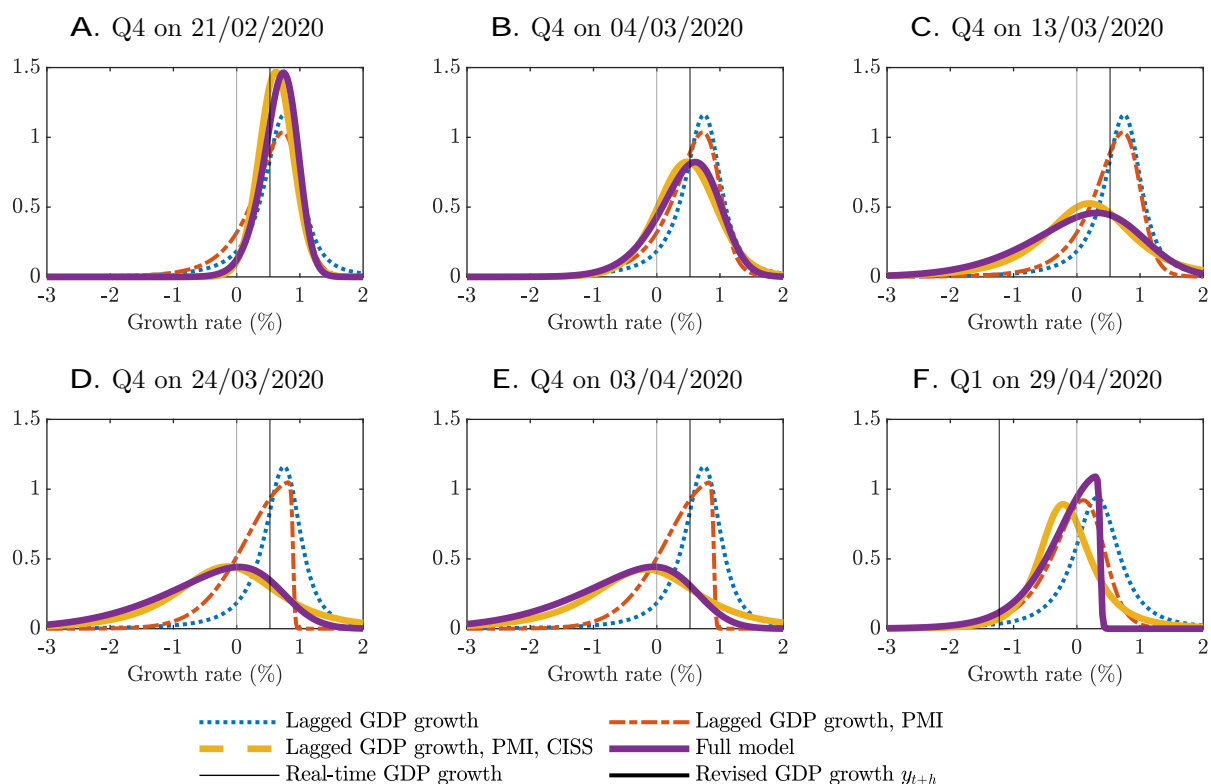 A. Q4 on 21/02/2020
B. Q4 on 04/03/2020
C. Q4 on 13/03/2020
1.5
1
0.5
0
-3 -2 -1 0 1 2
Growth rate (%)
1.5
1
0.5
0
-3 -2 -1 0 1 2
Growth rate (%)
1.5
1
0.5
0
-3 -2 -1 0 1 2
Growth rate (%)
D. Q4 on 24/03/2020
E. Q4 on 03/04/2020
F. Q1 on 29/04/2020
1.5
1
0.5
0
-3 -2 -1 0 1 2
Growth rate (%)
1.5
1
0.5
0
-3 -2 -1 0 1 2
Growth rate (%)
1.5
1
0.5
0
-3 -2 -1 0 1 2
Growth rate (%)
Lagged GDP growth
Lagged GDP growth, PMI
Lagged GDP growth, PMI, CISS
Full model
Real-time GDP growth
Revised GDP growth y_{t+h}